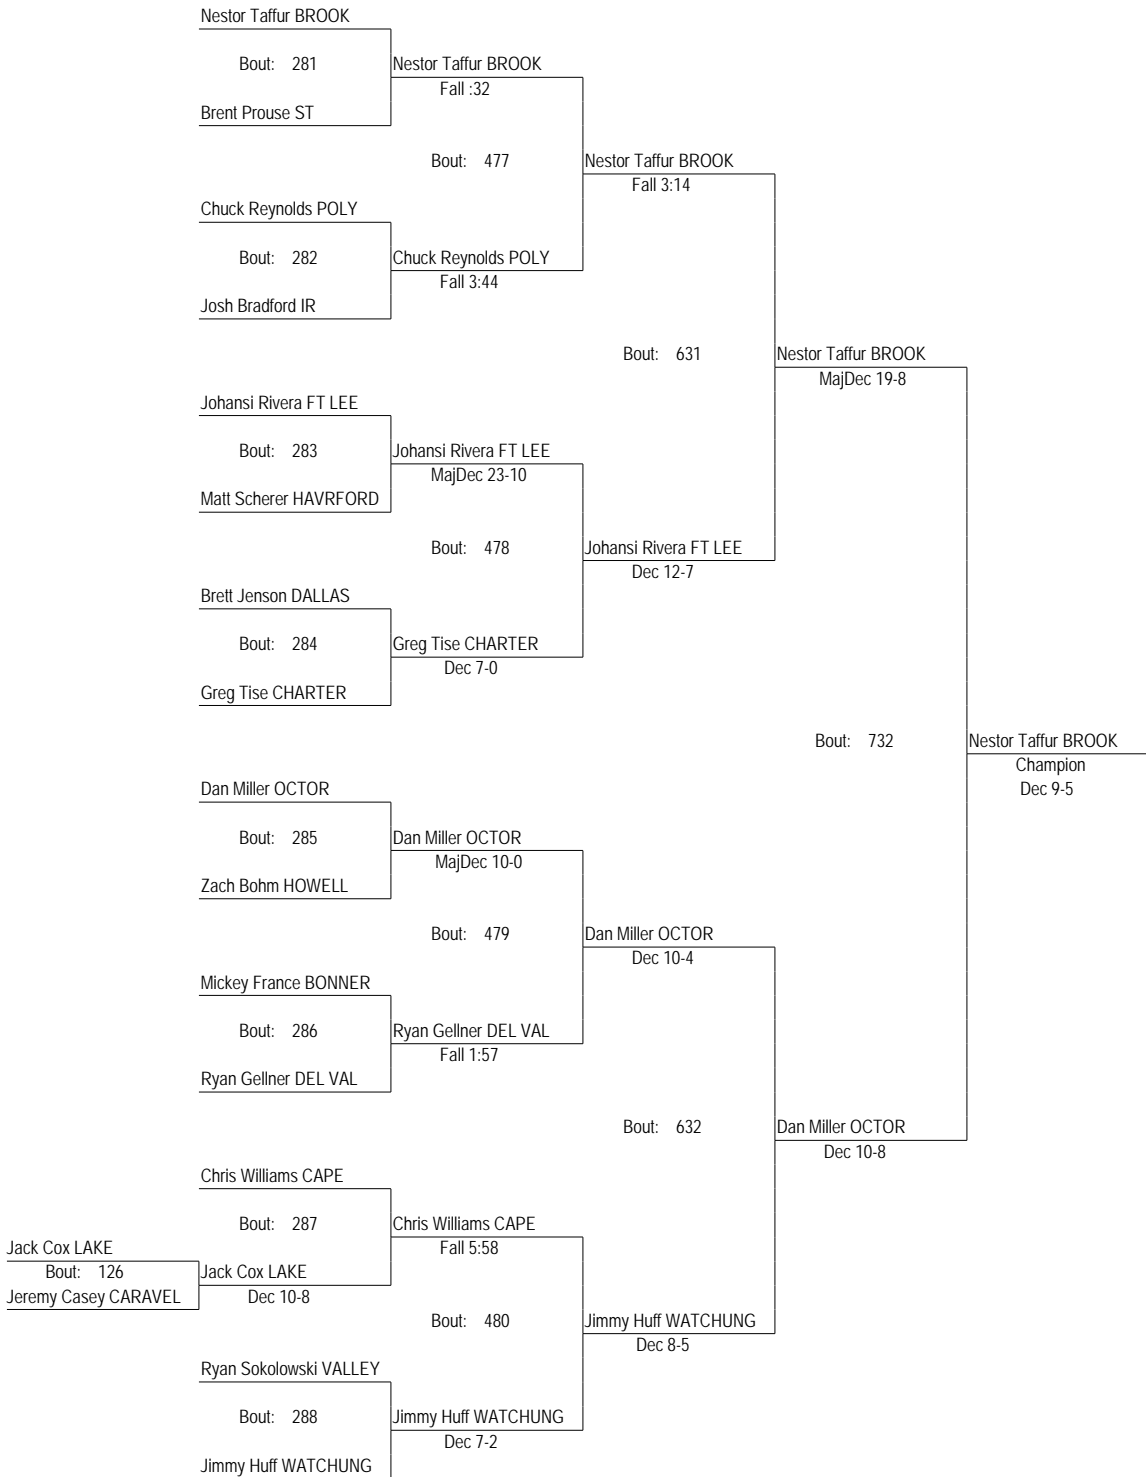 Nestor Taffur BROOK
Bout: 281
Nestor Taffur BROOK
Fall :32
Brent Prouse ST
Bout: 477
Nestor Taffur BROOK
Fall 3:14
Chuck Reynolds POLY
Bout: 282
Chuck Reynolds POLY
Fall 3:44
Josh Bradford IR
Bout: 631
Nestor Taffur BROOK
MajDec 19-8
Johansi Rivera FT LEE
Bout: 283
Johansi Rivera FT LEE
MajDec 23-10
Matt Scherer HAVRFORD
Bout: 478
Johansi Rivera FT LEE
Dec 12-7
Brett Jenson DALLAS
Bout: 284
Greg Tise CHARTER
Dec 7-0
Greg Tise CHARTER
Bout: 732
Nestor Taffur BROOK
Champion
Dec 9-5
Dan Miller OCTOR
Bout: 285
Dan Miller OCTOR
MajDec 10-0
Zach Bohm HOWELL
Bout: 479
Dan Miller OCTOR
Dec 10-4
Mickey France BONNER
Bout: 286
Ryan Gellner DEL VAL
Fall 1:57
Ryan Gellner DEL VAL
Bout: 632
Dan Miller OCTOR
Dec 10-8
Chris Williams CAPE
Bout: 287
Chris Williams CAPE
Fall 5:58
Jack Cox LAKE
Bout: 126
Jack Cox LAKE
Jeremy Casey CARAVEL
Dec 10-8
Bout: 480
Jimmy Huff WATCHUNG
Dec 8-5
Ryan Sokolowski VALLEY
Bout: 288
Jimmy Huff WATCHUNG
Dec 7-2
Jimmy Huff WATCHUNG